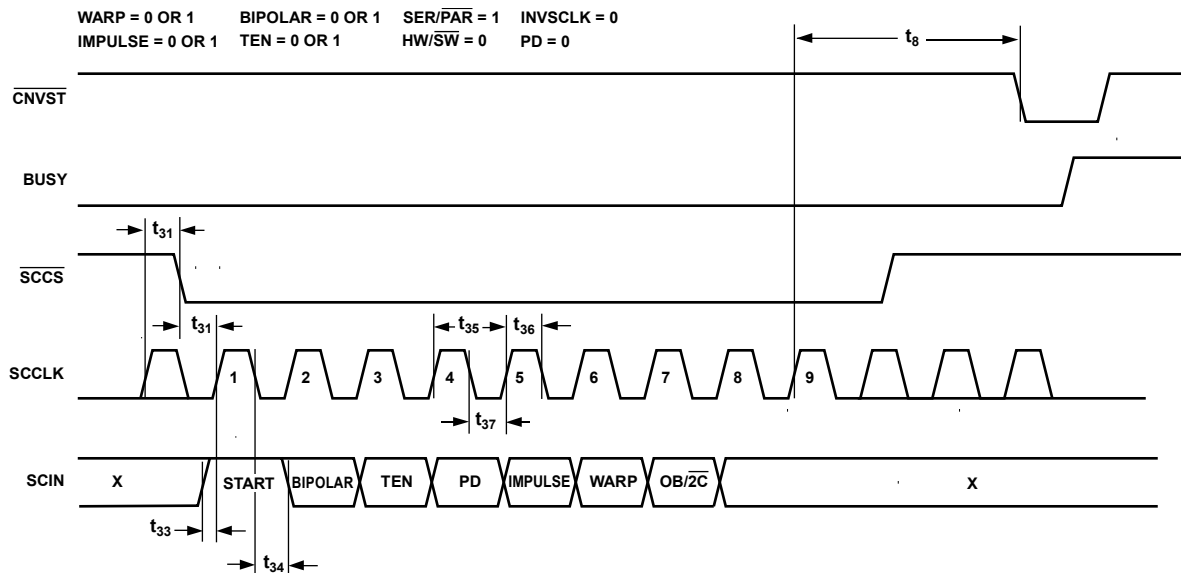 WARP = 0 OR 1 BIPOLAR = 0 OR 1 SER/PAR = 1 INVSCLK = 0
IMPULSE = 0 OR 1 TEN = 0 OR 1 HW/SW = 0 PD = 0
t8
CNVST
BUSY
t31
SCCS
t31 t35 t36
SCCLK 1 2 3 4 5 6 7 8 9
t37
SCIN X START BIPOLAR TEN PD IMPULSE WARP OB/2C X
t33
t34